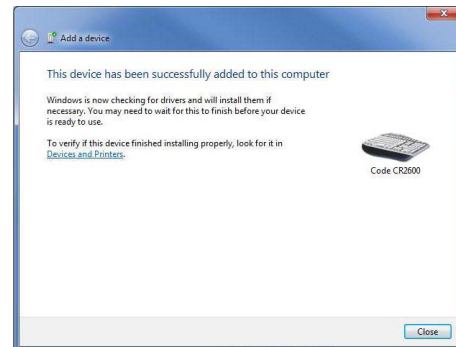 Add a device
This device has been successfully added to this computer
Windows is now checking for drivers and will install them if
necessary. You may need to wait for this to finish before your device
is ready to use.
To verify if this device finished installing properly, look for it in
Devices and Printers.
Code CR2600
Close